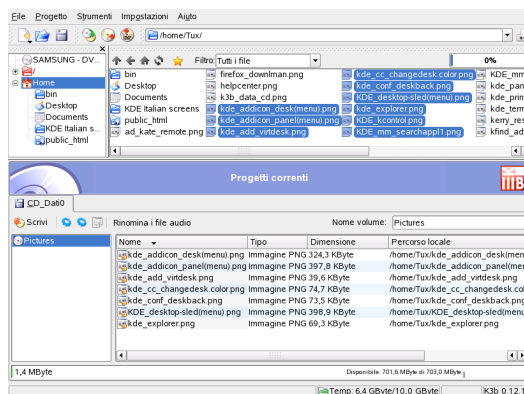 File Progetto Strumenti Impostazioni Aiuto
/home/Tux/
SAMSUNG - DV...
/
Home
bin
Desktop
Documents
KDE Italian s...
public_html
Filtro: Tutti i file
0%
bin
Desktop
Documents
KDE Italian screens
public_html
ad_kate_remote.png
firefox_downlman.png
helpcenter.png
k3b_data_cd.png
kde_addicon_desk(menu).png
kde_addicon_panel(menu).png
kde_add_virtdesk.png
kde_cc_changedesk.color.png
kde_conf_deskback.png
KDE_desktop-sled(menu).png
kde_explorer.png
KDE_kcontrol.png
KDE_mm_searchappl1.png
KDE_mm
kde_pan
kde_prin
kde_term
kerry_res
kfind_ad
Progetti correnti
CD_Dati0
Scrivi Rinomina i file audio Nome volume: Pictures
Pictures
Nome Tipo Dimensione Percorso locale
kde_addicon_desk(menu).png Immagine PNG 324,3 KByte /home/Tux/kde_addicon_desk(men
kde_addicon_panel(menu).png Immagine PNG 397,8 KByte /home/Tux/kde_addicon_panel(mer
kde_add_virtdesk.png Immagine PNG 39,6 KByte /home/Tux/kde_add_virtdesk.png
kde_cc_changedesk.color.png Immagine PNG 74,7 KByte /home/Tux/kde_cc_changedesk.col
kde_conf_deskback.png Immagine PNG 73,5 KByte /home/Tux/kde_conf_deskback.png
KDE_desktop-sled(menu).png Immagine PNG 398,9 KByte /home/Tux/KDE_desktop-sled(menu
kde_explorer.png Immagine PNG 69,3 KByte /home/Tux/kde_explorer.png
1,4 MByte
Disponibile: 701,6 MByte di 703,0 MByte
Temp: 6,4 GByte/10,0 GByte K3b 0.12.1